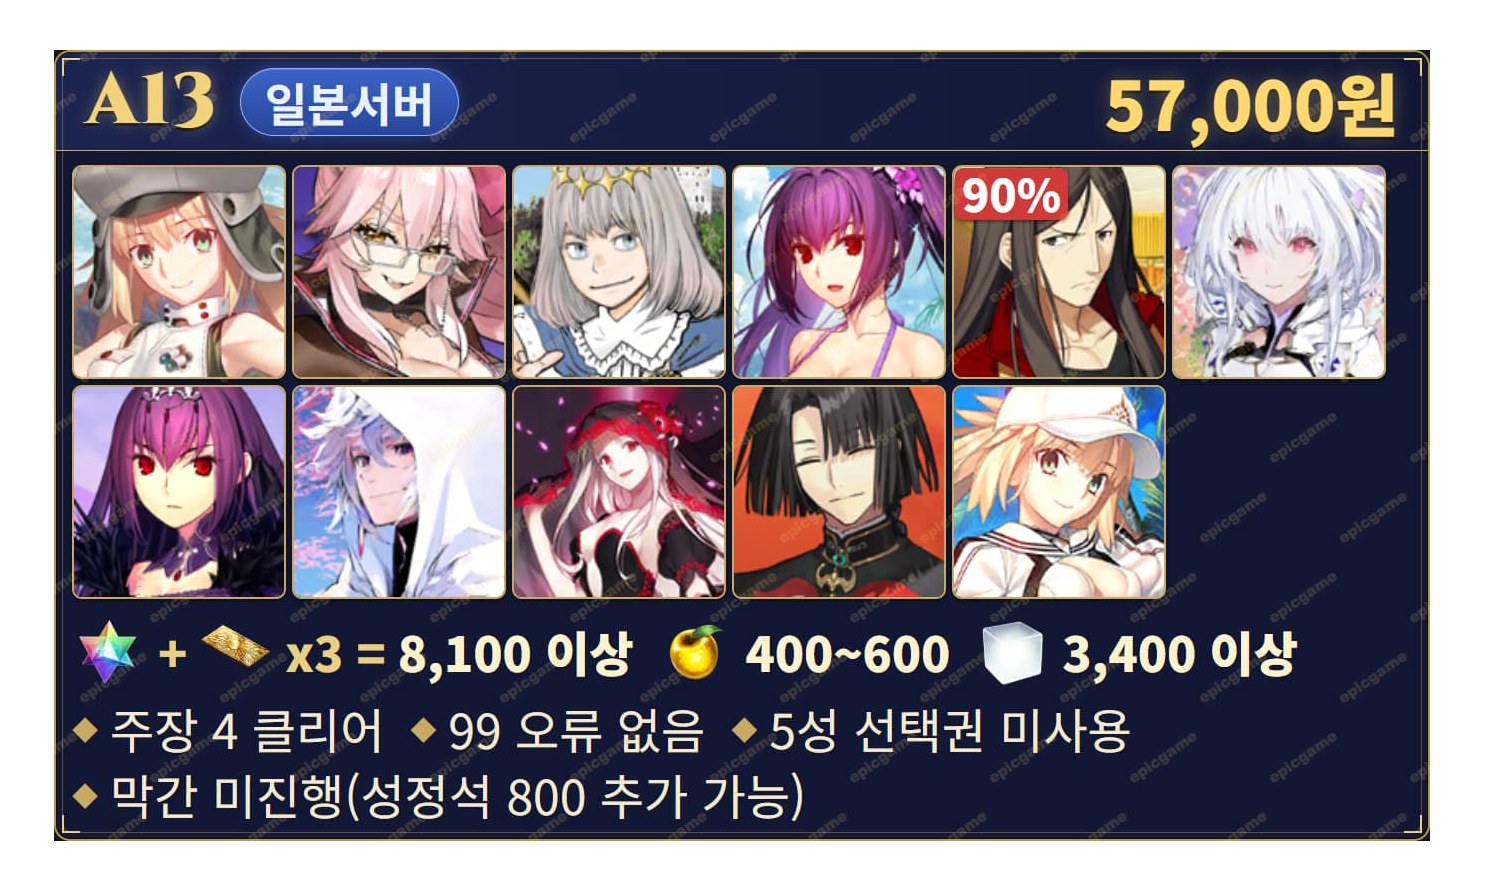 A13 일본서버 57,000원
90%
+ x3 = 8,100 이상 400~600 3,400 이상
◆ 주장 4 클리어 ◆ 99 오류 없음 ◆ 5성 선택권 미사용
◆ 막간 미진행(성정석 800 추가 가능)
epicgame